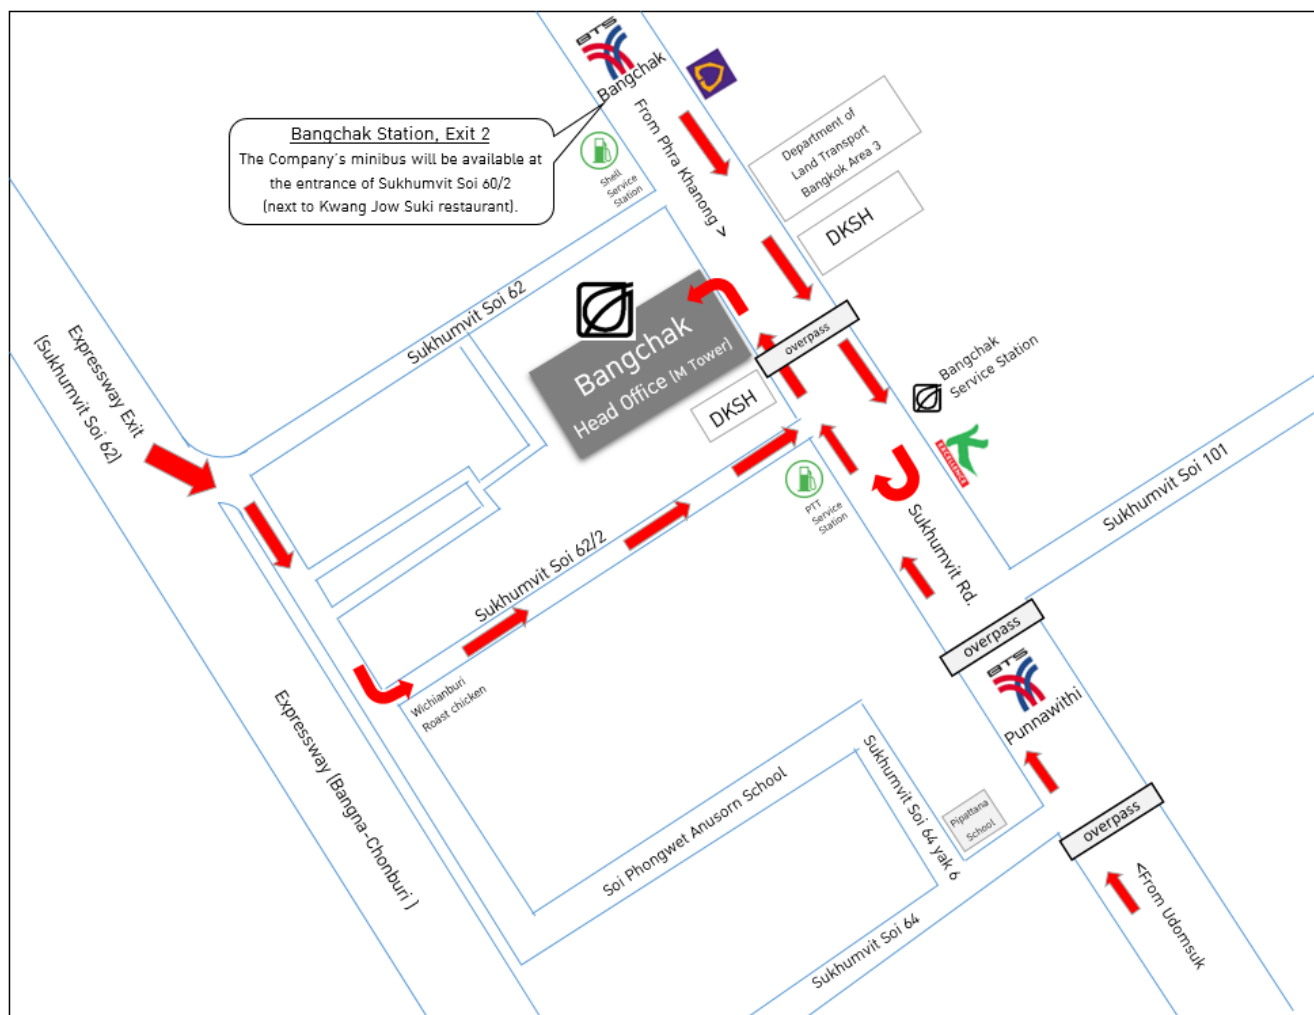 BTS
Bangchak
From Phra Khanong >
Bangchak Station, Exit 2
The Company's minibus will be available at
the entrance of Sukhumvit Soi 60/2
(next to Kwang Jow Suki restaurant).
Shell
Service
Station
Department of
Land Transport
Bangkok Area 3
DKSH
Sukhumvit Soi 62
Expressway Exit
(Sukhumvit Soi 62)
Bangchak
Head Office (M Tower)
overpass
DKSH
Bangchak
Service Station
EXCELLENCE
PTT
Service
Station
Sukhumvit Rd.
Sukhumvit Soi 101
Sukhumvit Soi 62/2
Wichianburi
Roast chicken
overpass
BTS
Punnawithi
Expressway (Bangna-Chonburi )
Soi Phongwet Anusorn School
Sukhumvit Soi 64 yak 6
Pipattana
School
overpass
<From Udomsuk
Sukhumvit Soi 64